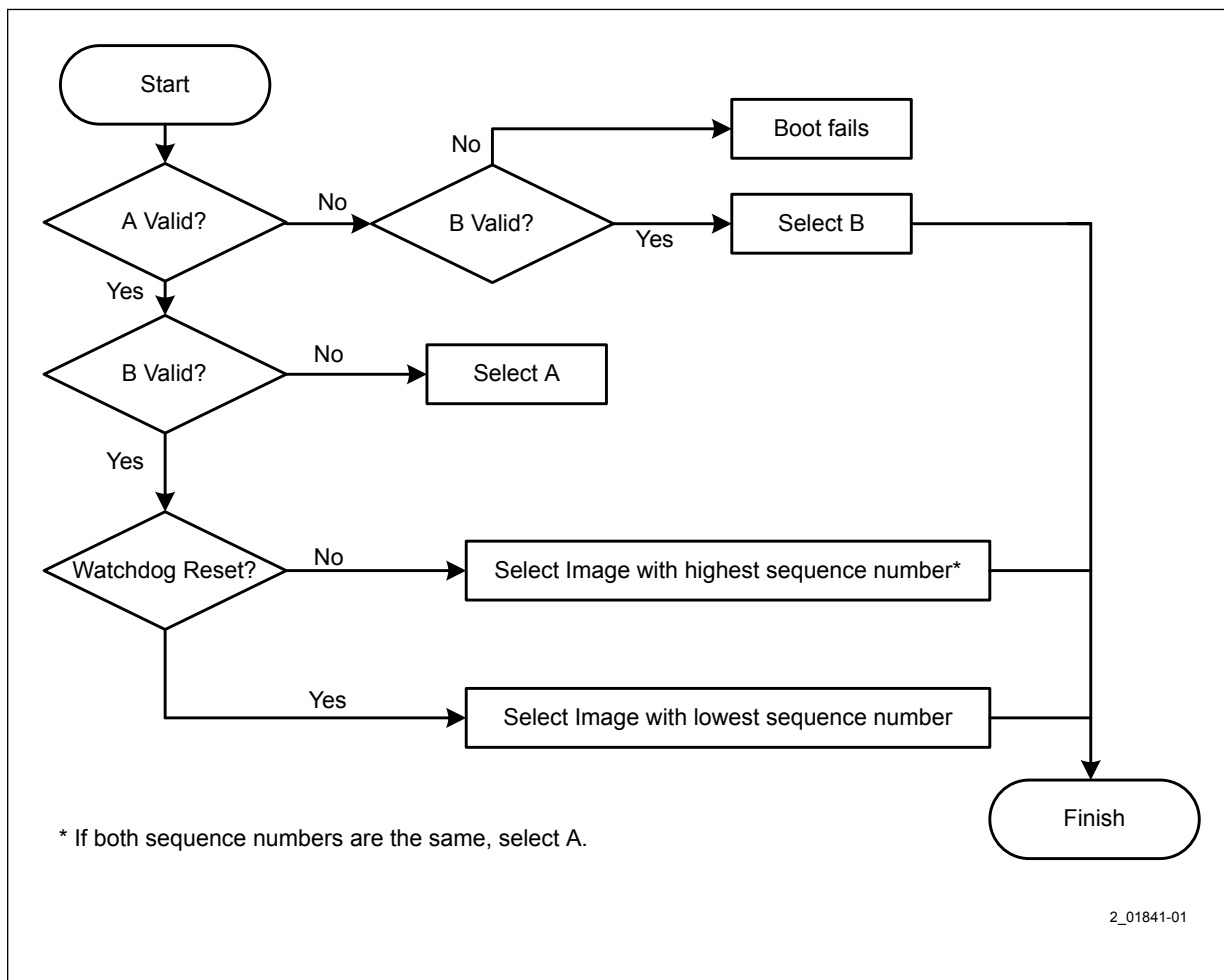 Start
No
Boot fails
A Valid?
No
B Valid?
Yes
Select B
Yes
B Valid?
No
Select A
Yes
Watchdog Reset?
No
Select Image with highest sequence number*
Yes
Select Image with lowest sequence number
Finish
* If both sequence numbers are the same, select A.
2_01841-01